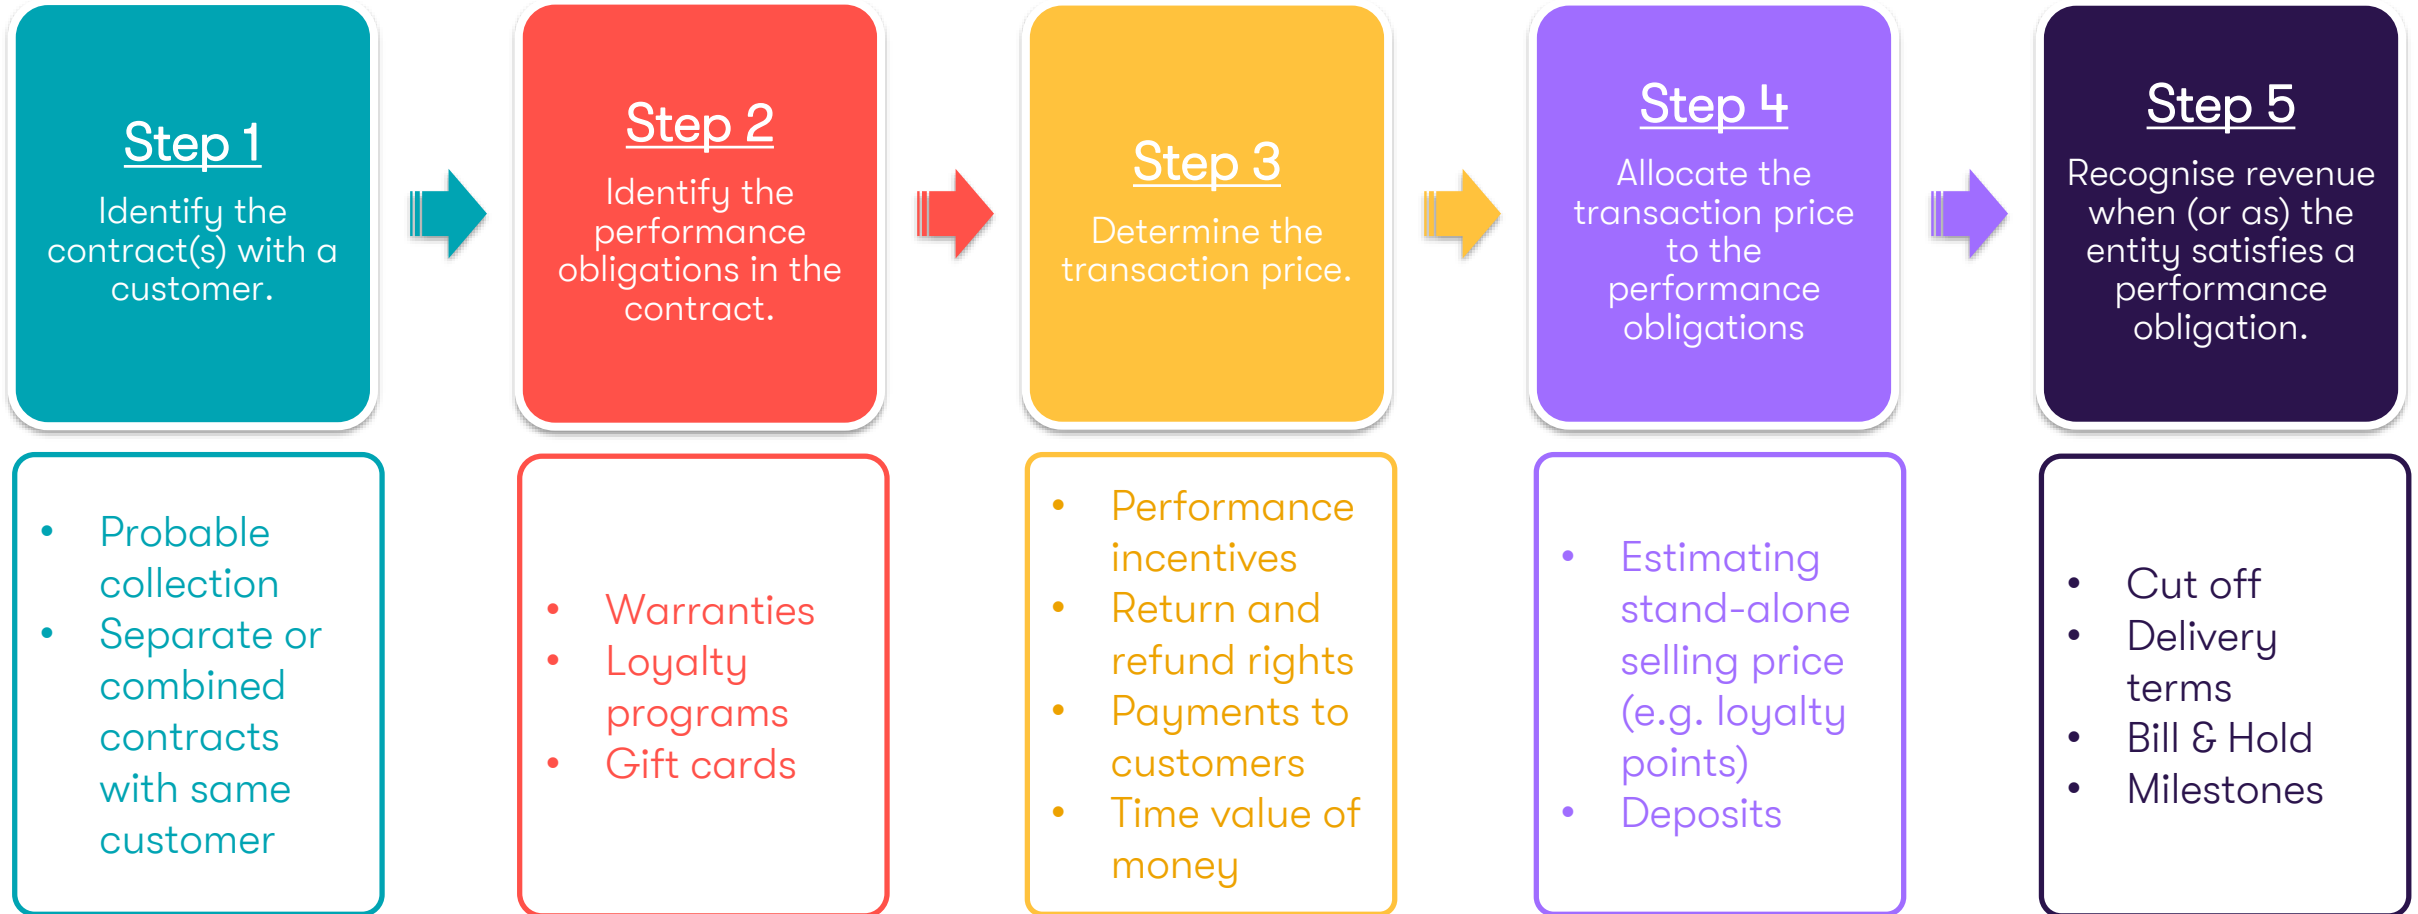 Step 1
Identify the
contract(s) with a
customer.
Step 2
Identify the
performance
obligations in the
contract.
Step 3
Determine the
transaction price.
Step 4
Allocate the
transaction price
to the
performance
obligations
Step 5
Recognise revenue
when (or as) the
entity satisfies a
performance
obligation.
• Probable
collection
• Separate or
combined
contracts
with same
customer
• Warranties
• Loyalty
programs
• Gift cards
• Performance
incentives
• Return and
refund rights
• Payments to
customers
• Time value of
money
• Estimating
stand-alone
selling price
(e.g. loyalty
points)
• Deposits
• Cut off
• Delivery
terms
• Bill & Hold
• Milestones